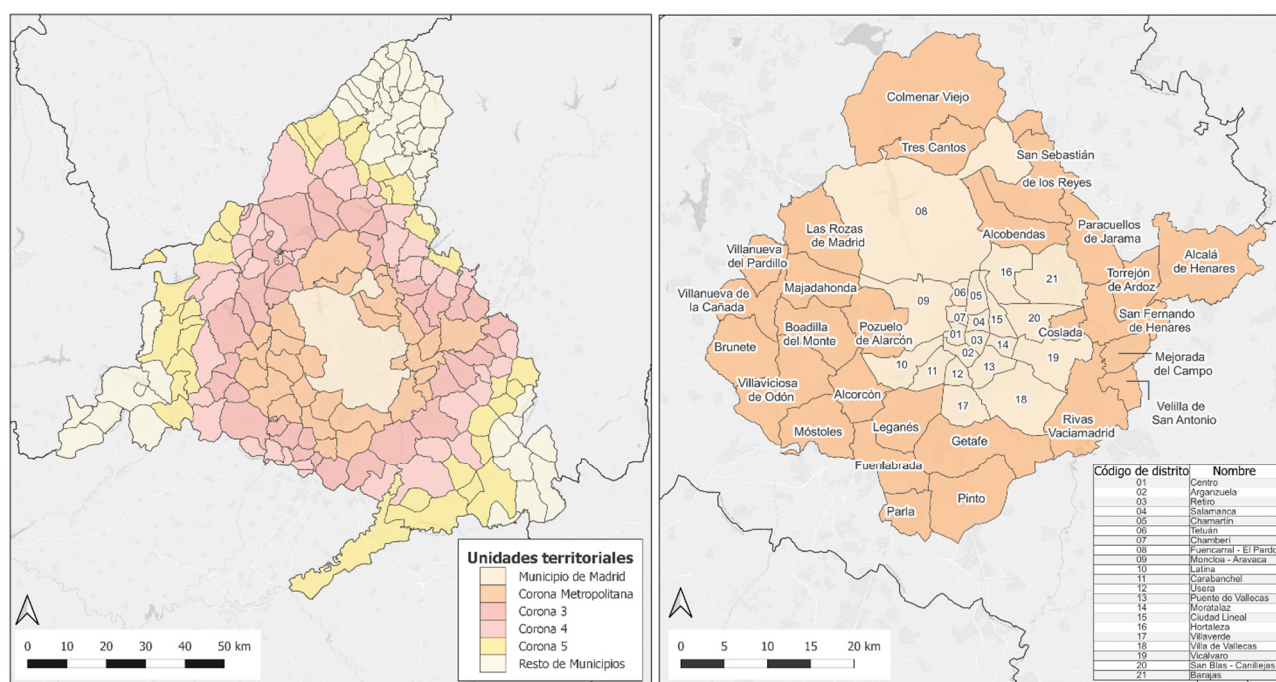 Unidades territoriales
Municipio de Madrid
Corona Metropolitana
Corona 3
Corona 4
Corona 5
Resto de Municipios
0 10 20 30 40 50 km
Colmenar Viejo
Tres Cantos
San Sebastián
de los Reyes
08
Las Rozas
de Madrid
Alcobendas
Paracuellos
de Jarama
Villanueva
del Pardillo
Alcalá
de Henares
16
21
Torrejón
de Ardoz
Majadahonda
Villanueva de
la Cañada
09
06
05
07
04
15
20
San Fernando
de Henares
Boadilla
del Monte
Pozuelo
de Alarcón
01
03
14
Coslada
Brunete
02
19
Mejorada
del Campo
10
11
12
13
Villaviciosa
de Odón
Alcorcón
17
18
Velilla de
San Antonio
Móstoles
Leganés
Getafe
Rivas
Vaciamadrid
Fuenlabrada
Parla
Pinto
0 5 10 15 20 km
Código de distrito Nombre
01 Centro
02 Arganzuela
03 Retiro
04 Salamanca
05 Chamartín
06 Tetuán
07 Chamberí
08 Fuencarral - El Pardo
09 Moncloa - Aravaca
10 Latina
11 Carabanchel
12 Usera
13 Puente de Vallecas
14 Moratalaz
15 Ciudad Lineal
16 Hortaleza
17 Villaverde
18 Villa de Vallecas
19 Vicálvaro
20 San Blas - Canillejas
21 Barajas